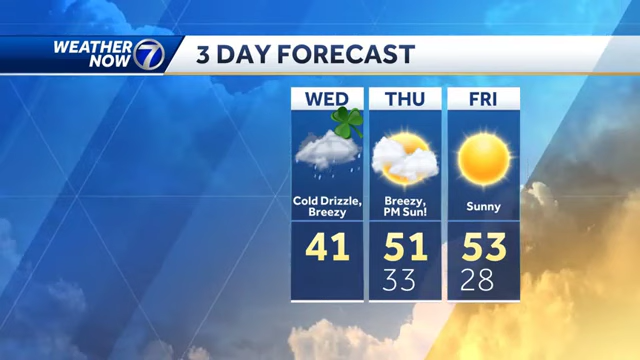 WEATHER
NOW 7
3 DAY FORECAST
WED THU FRI
Cold Drizzle,
Breezy
Breezy,
PM Sun!
Sunny
41 51 53
33 28